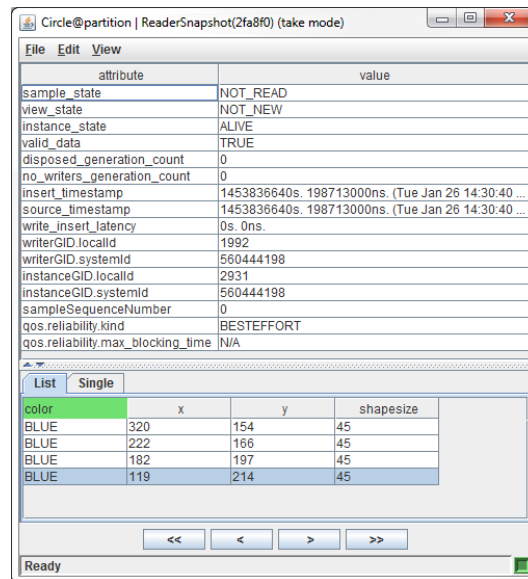 Circle@partition | ReaderSnapshot(2fa8f0) (take mode)
File Edit View
attribute value
sample_state NOT_READ
view_state NOT_NEW
instance_state ALIVE
valid_data TRUE
disposed_generation_count 0
no_writers_generation_count 0
insert_timestamp 1453836640s. 198713000ns. (Tue Jan 26 14:30:40 ...
source_timestamp 1453836640s. 198713000ns. (Tue Jan 26 14:30:40 ...
write_insert_latency 0s. 0ns.
writerGID.localId 1992
writerGID.systemId 560444198
instanceGID.localId 2931
instanceGID.systemId 560444198
sampleSequenceNumber 0
qos.reliability.kind BESTEFFORT
qos.reliability.max_blocking_time N/A
List Single
color x y shapesize
BLUE 320 154 45
BLUE 222 166 45
BLUE 182 197 45
BLUE 119 214 45
<< < > >>
Ready